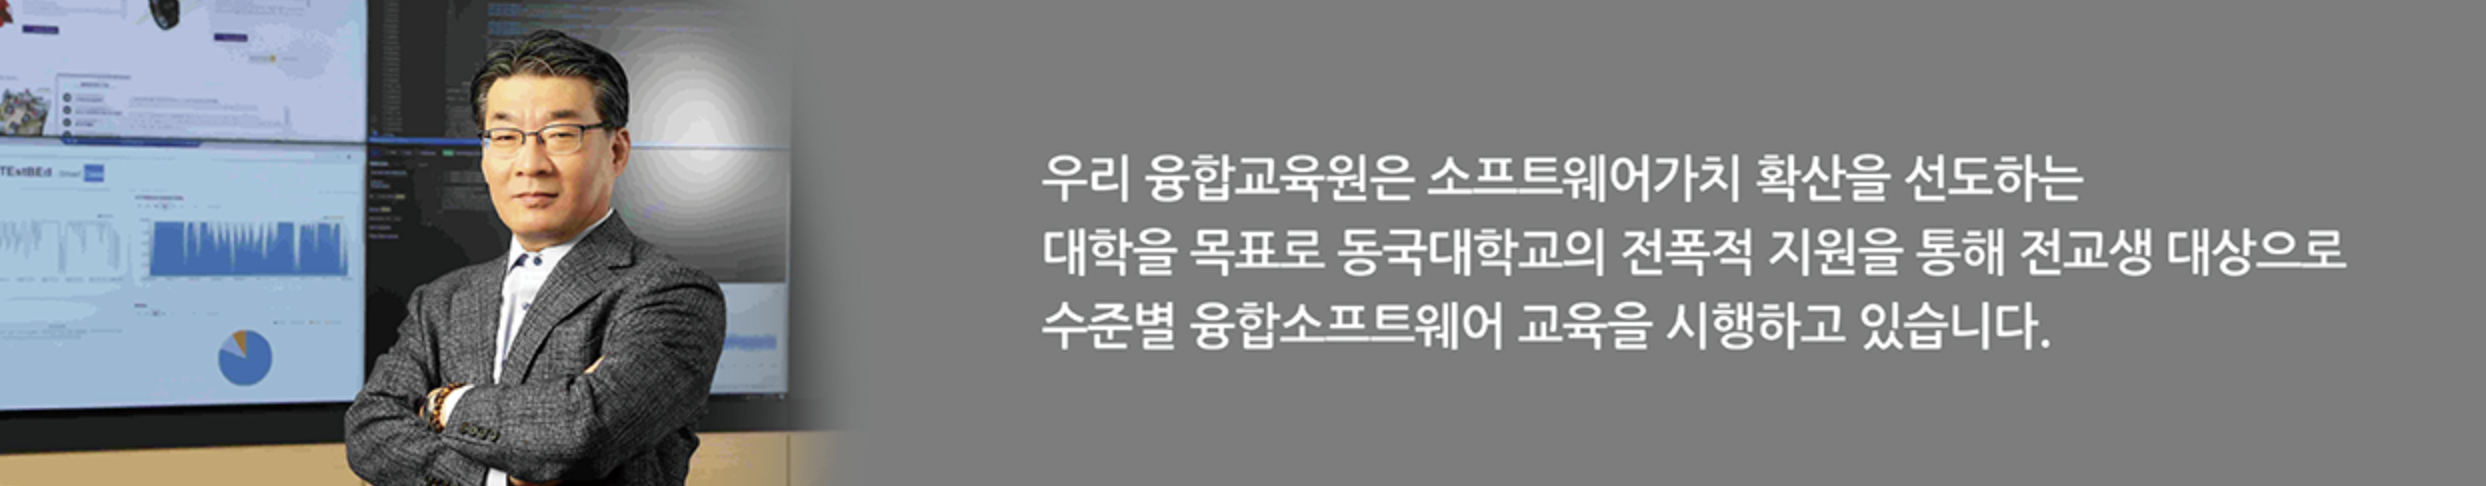 TEstBEd
우리 융합교육원은 소프트웨어가치 확산을 선도하는
대학을 목표로 동국대학교의 전폭적 지원을 통해 전교생 대상으로
수준별 융합소프트웨어 교육을 시행하고 있습니다.